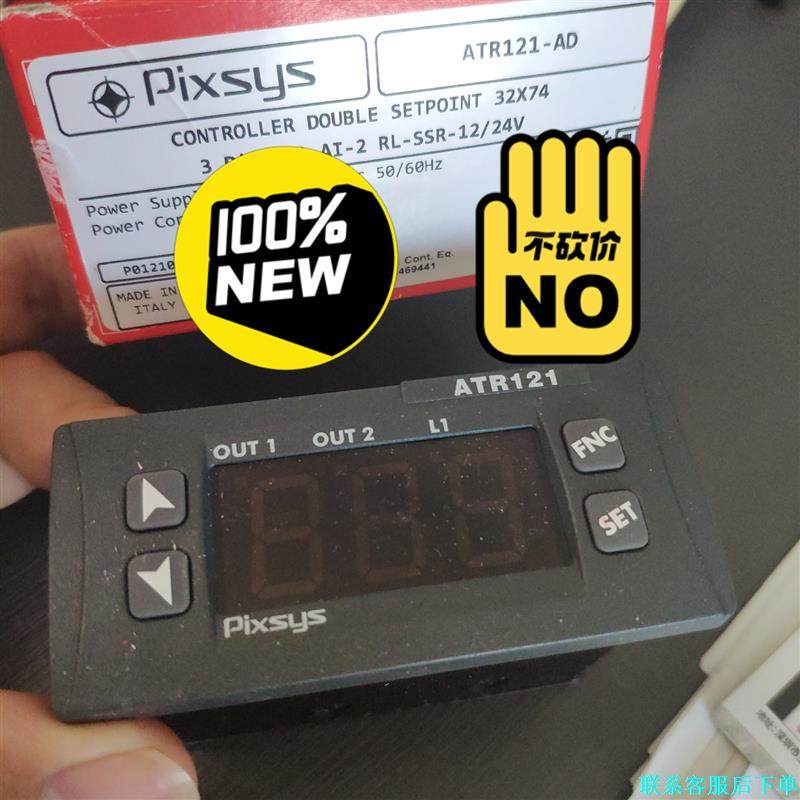 Pixsys
ATR121-AD
CONTROLLER DOUBLE SETPOINT 32X74
3 AI-2 RL-SSR-12/24V
Power Supp 50/60Hz
Power Con
P01210
Cont. Eq.
469441
MADE IN
ITALY
100%
NEW
不砍价
NO
ATR121
OUT 1 OUT 2 L1
FNC
SET
Pixsys
联系客服后下单